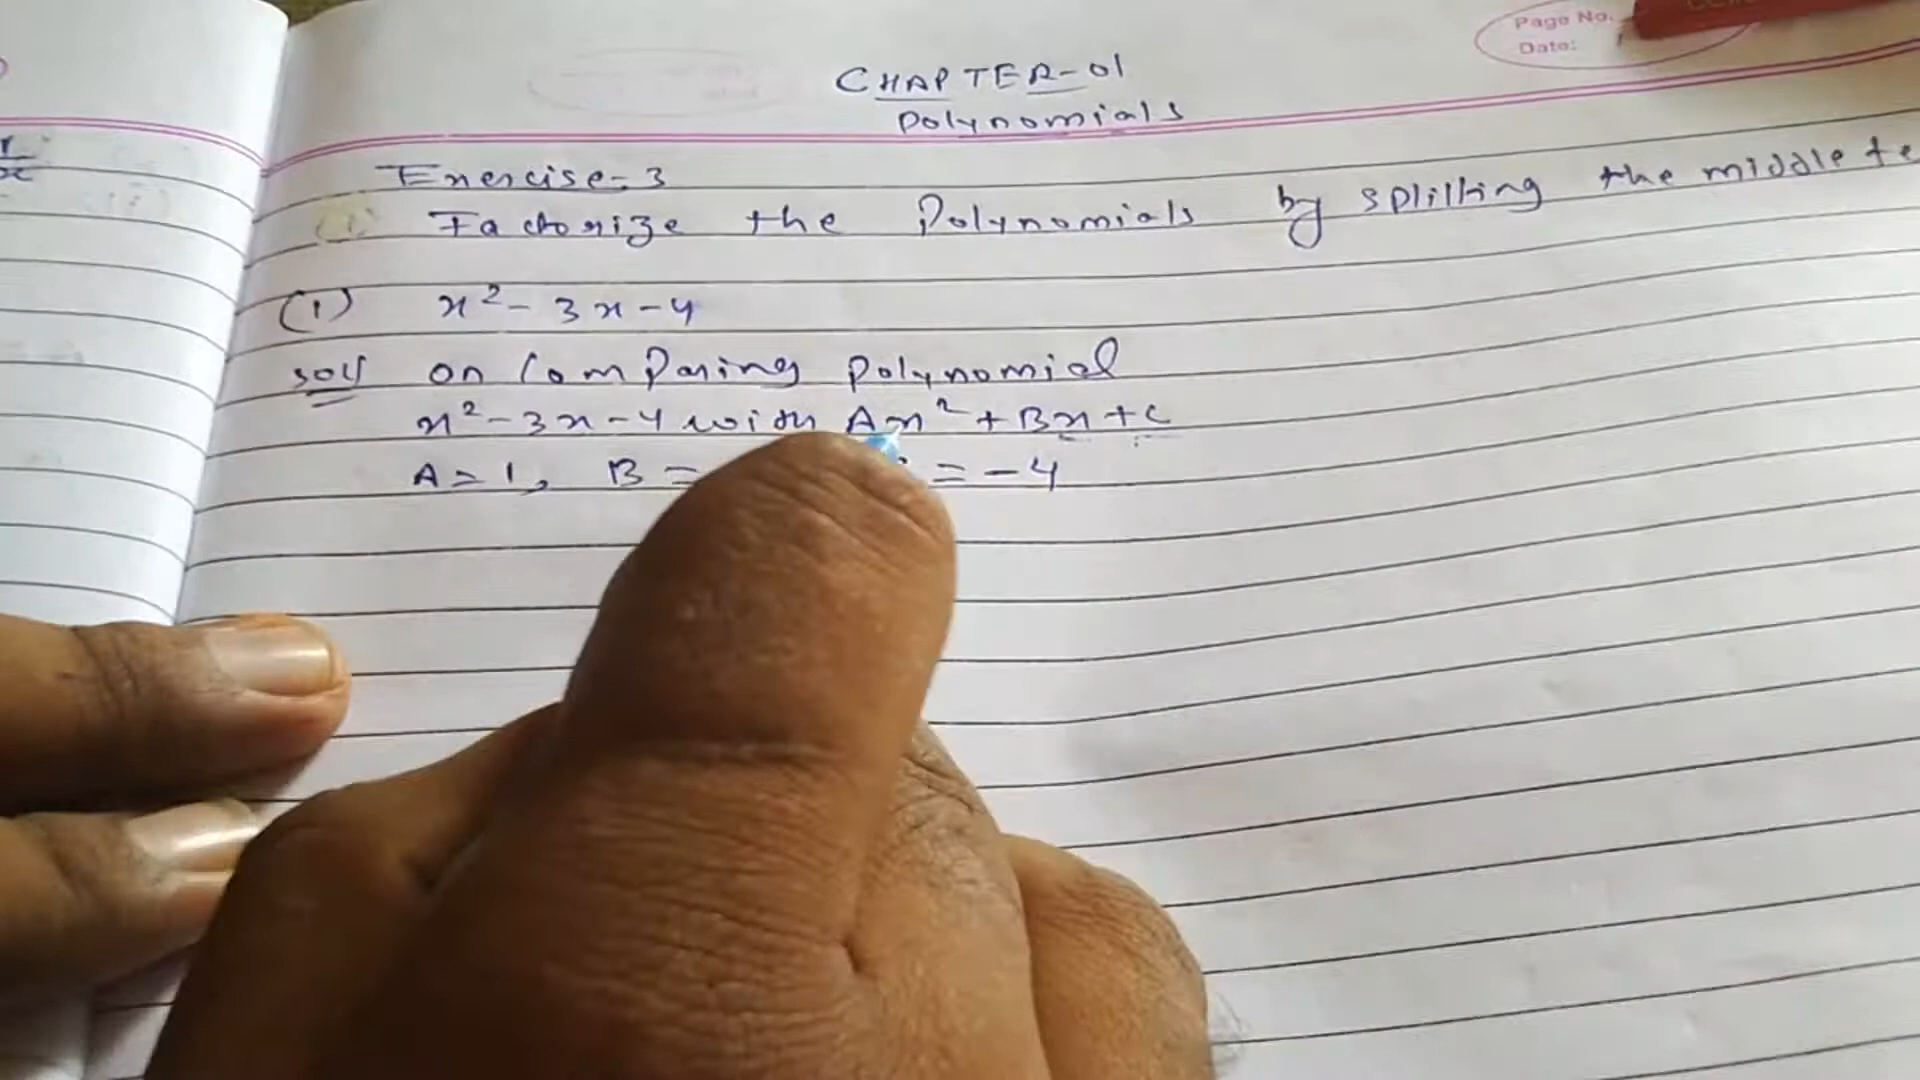 Page No.
Date:
CHAPTER-01
Polynomials
Exercise-3
Factorize the Polynomials by splitting the middle te
(1) x² - 3x - 4
Sol on Comparing Polynomial
x² - 3x - 4 with Ax² + Bx + C
A = 1, B = = -4